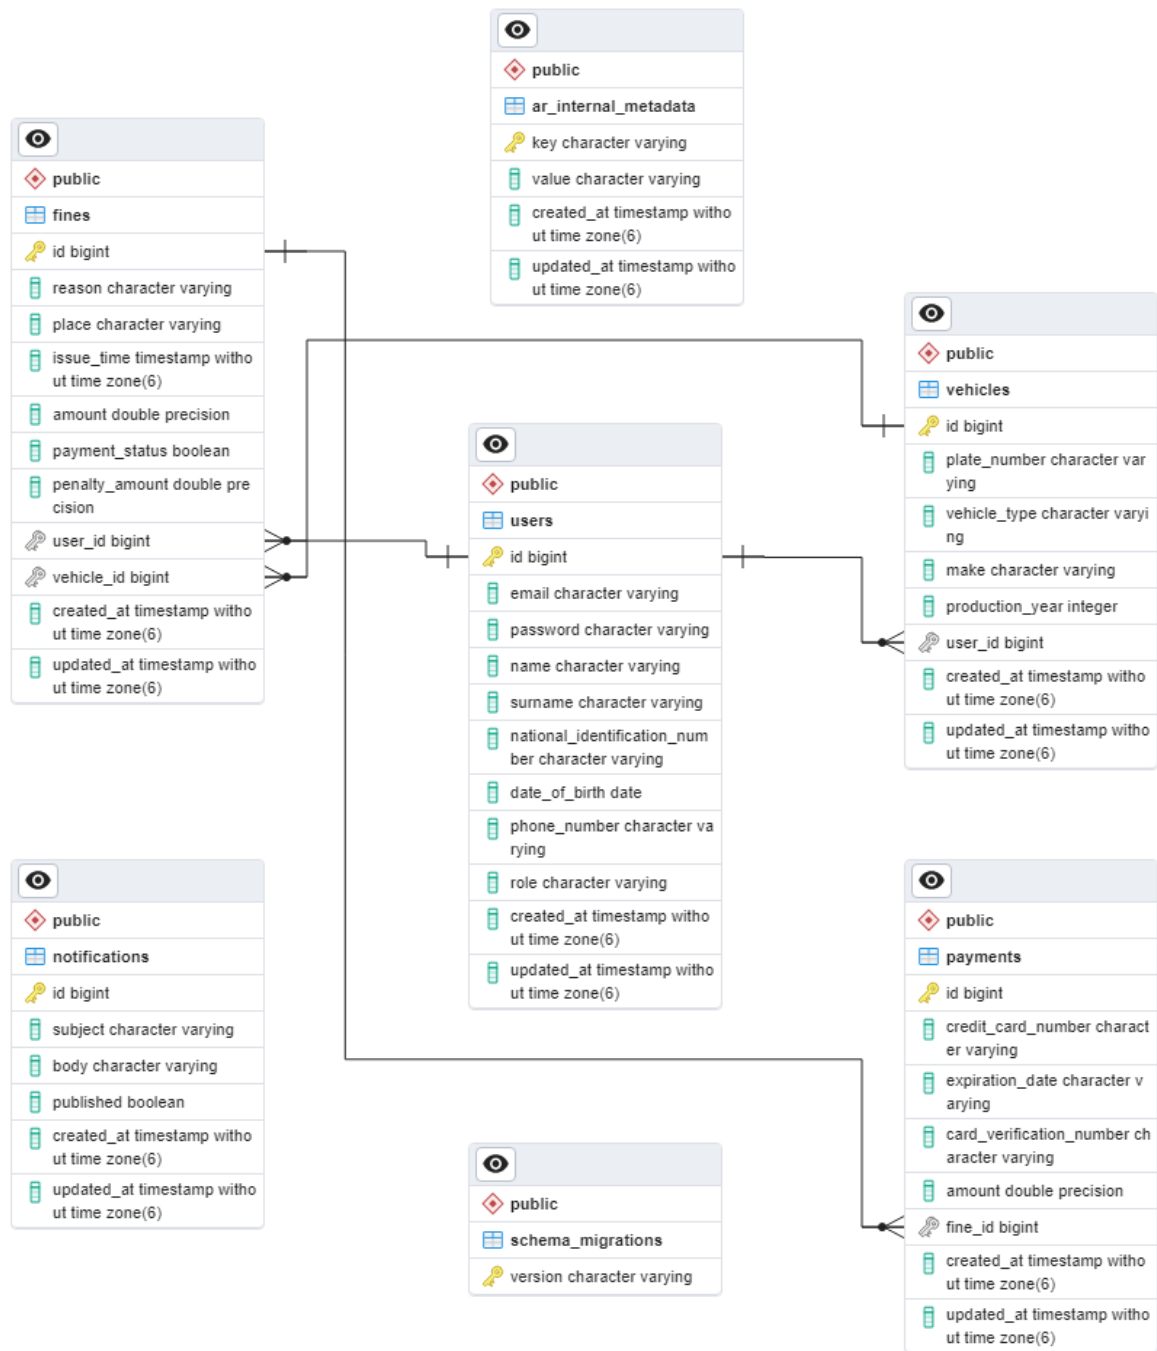 public
ar_internal_metadata
key character varying
value character varying
created_at timestamp witho
ut time zone(6)
updated_at timestamp witho
ut time zone(6)
public
fines
id bigint
reason character varying
place character varying
issue_time timestamp witho
ut time zone(6)
amount double precision
payment_status boolean
penalty_amount double pre
cision
user_id bigint
vehicle_id bigint
created_at timestamp witho
ut time zone(6)
updated_at timestamp witho
ut time zone(6)
public
vehicles
id bigint
plate_number character var
ying
vehicle_type character varyi
ng
make character varying
production_year integer
user_id bigint
created_at timestamp witho
ut time zone(6)
updated_at timestamp witho
ut time zone(6)
public
users
id bigint
email character varying
password character varying
name character varying
surname character varying
national_identification_num
ber character varying
date_of_birth date
phone_number character va
rying
role character varying
created_at timestamp witho
ut time zone(6)
updated_at timestamp witho
ut time zone(6)
public
notifications
id bigint
subject character varying
body character varying
published boolean
created_at timestamp witho
ut time zone(6)
updated_at timestamp witho
ut time zone(6)
public
payments
id bigint
credit_card_number charact
er varying
expiration_date character v
arying
card_verification_number ch
aracter varying
amount double precision
fine_id bigint
created_at timestamp witho
ut time zone(6)
updated_at timestamp witho
ut time zone(6)
public
schema_migrations
version character varying